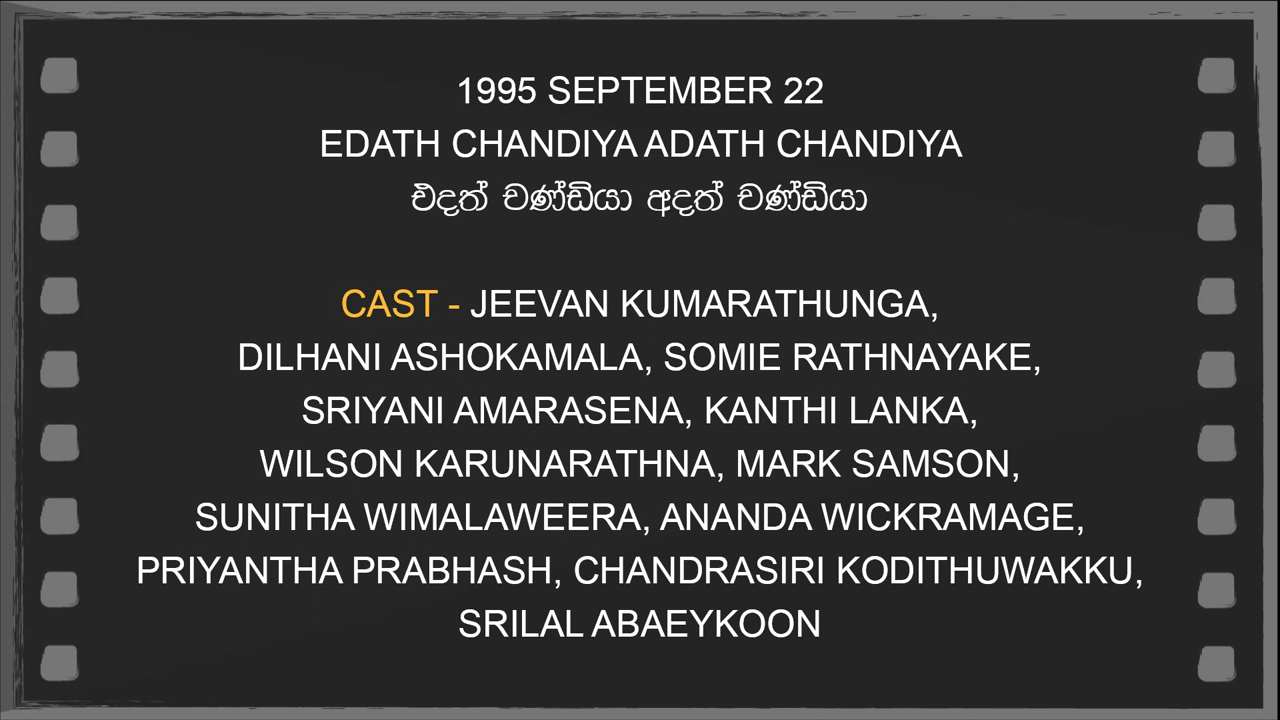 1995 SEPTEMBER 22
EDATH CHANDIYA ADATH CHANDIYA
එදත් චණ්ඩියා අදත් චණ්ඩියා
CAST - JEEVAN KUMARATHUNGA,
DILHANI ASHOKAMALA, SOMIE RATHNAYAKE,
SRIYANI AMARASENA, KANTHI LANKA,
WILSON KARUNARATHNA, MARK SAMSON,
SUNITHA WIMALAWEERA, ANANDA WICKRAMAGE,
PRIYANTHA PRABHASH, CHANDRASIRI KODITHUWAKKU,
SRILAL ABAEYKOON